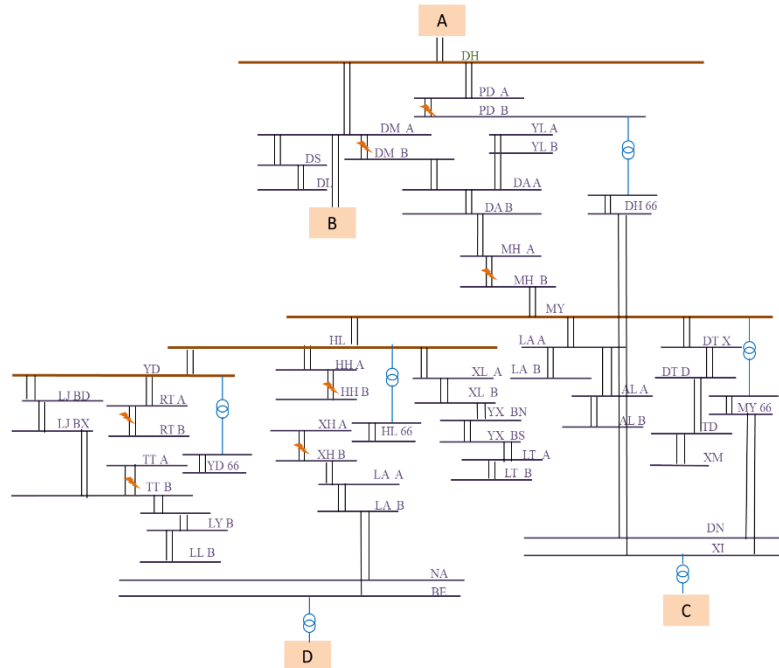 A
DH
PD A
PD B
DM A
YL A
DM B
YL B
DS
DL
DA A
DH 66
DA B
B
MH A
MH B
MY
HL
LA A
DT X
YD
HH A
XL A
LA B
DT D
LJ BD
RT A
HH B
XL B
AL A
MY 66
LJ BX
RT B
XH A
HL 66
YX BN
AL B
TD
YX BS
TT A
YD 66
XH B
LT A
XM
TT B
LA A
LT B
LA B
LY B
DN
LL B
XI
NA
BE
C
D